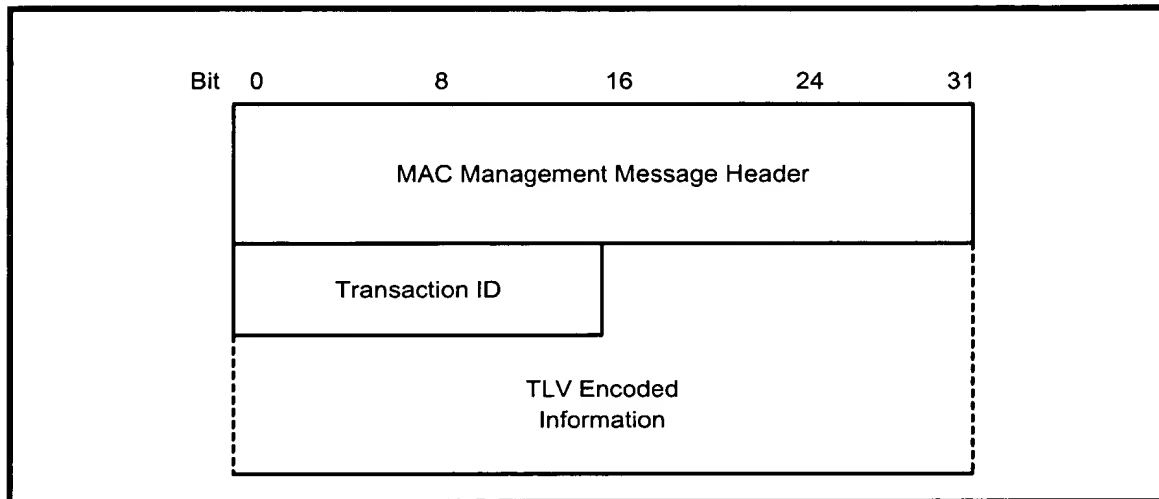 Bit 0 8 16 24 31
MAC Management Message Header
Transaction ID
TLV Encoded
Information